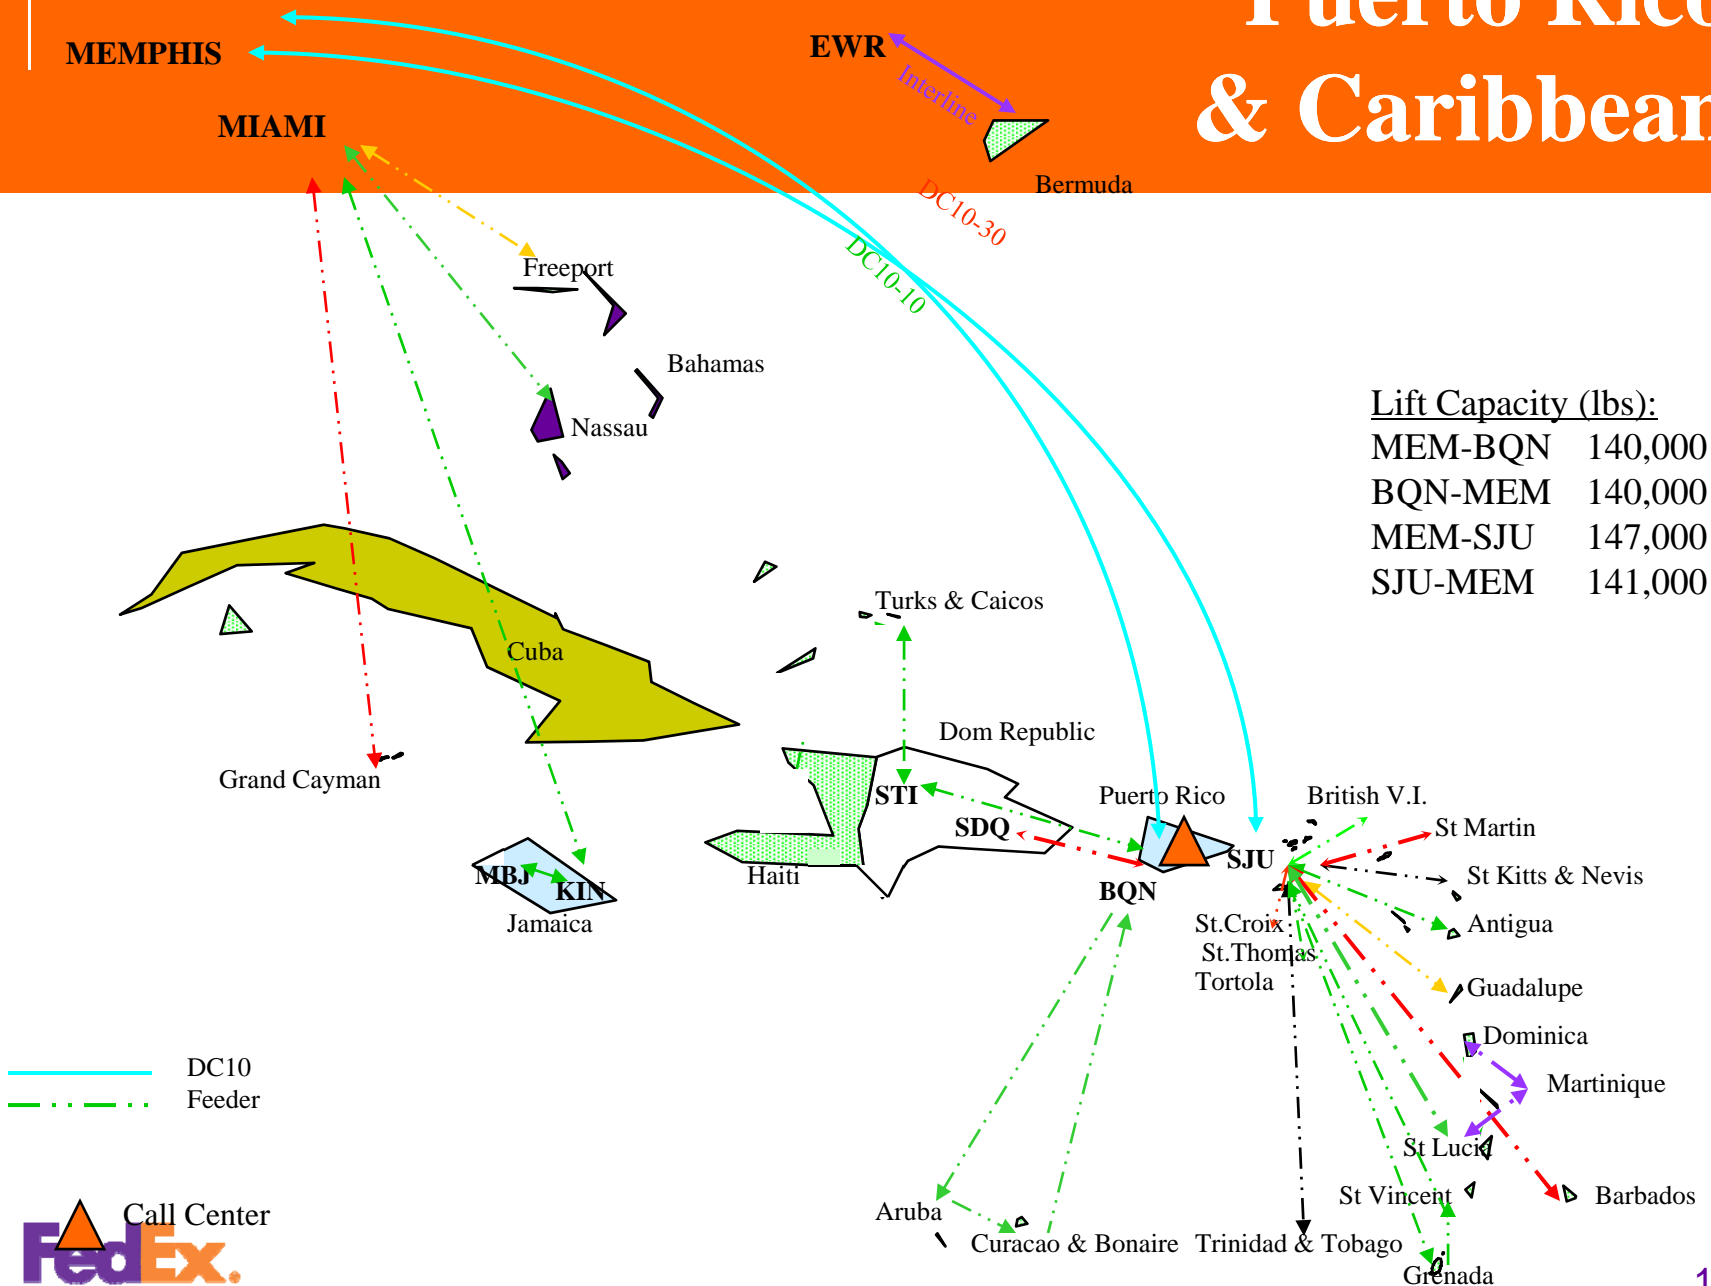 Puerto Rico
& Caribbean
MEMPHIS
EWR
Interline
MIAMI
Bermuda
DC10-30
DC10-10
Freeport
Bahamas
Nassau
Lift Capacity (lbs):
MEM-BQN 140,000
BQN-MEM 140,000
MEM-SJU 147,000
SJU-MEM 141,000
Turks & Caicos
Cuba
Dom Republic
Grand Cayman
STI
Puerto Rico
British V.I.
SDQ
St Martin
SJU
MBJ
KIN
Haiti
BQN
St Kitts & Nevis
Jamaica
St.Croix
Antigua
St.Thomas
Tortola
Guadalupe
Dominica
DC10
Feeder
Martinique
St Lucia
St Vincent
Barbados
Call Center
Aruba
Curacao & Bonaire
Trinidad & Tobago
FedEx.
Grenada
1